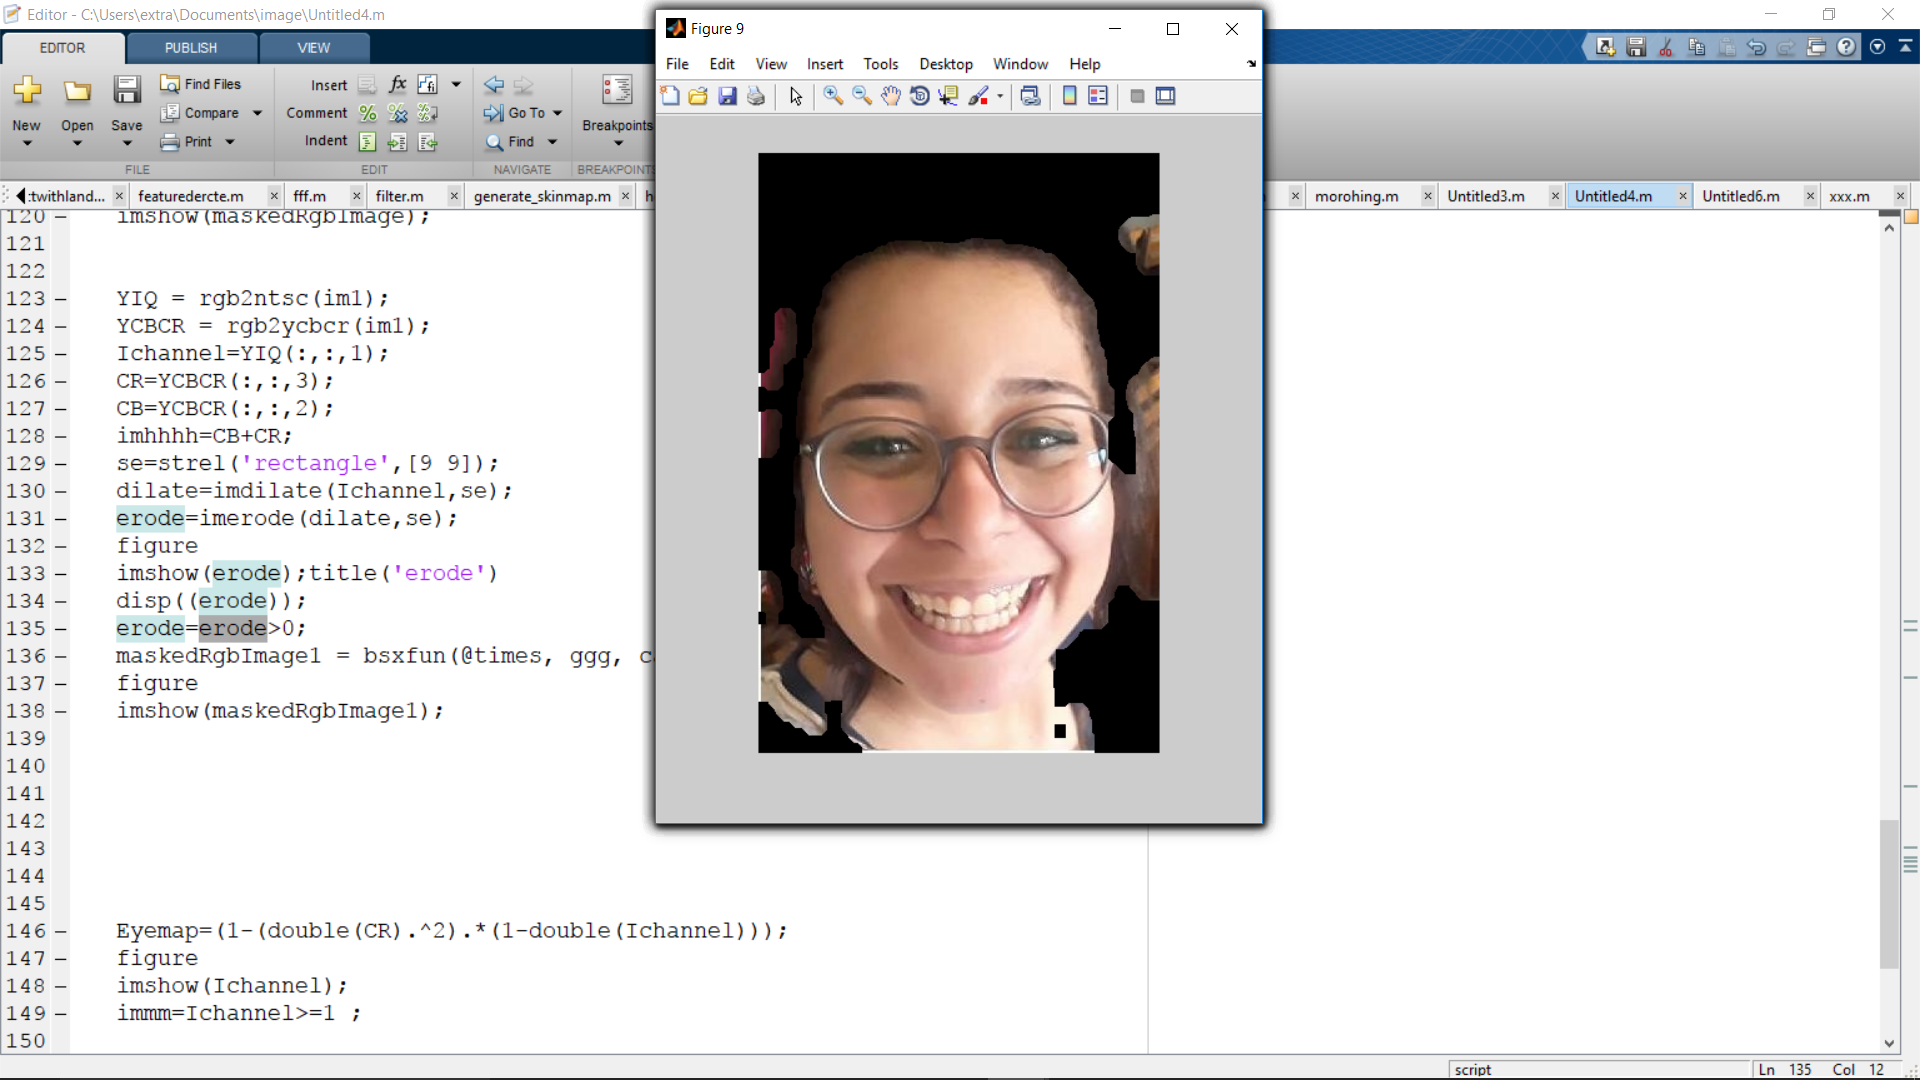 Editor - C:\Users\extra\Documents\image\Untitled4.m
EDITOR PUBLISH VIEW
New Open Save Find Files Compare Print
FILE
Insert fx
Comment
Indent
EDIT
Go To
Find
NAVIGATE
Breakpoints
BREAKPOINTS
:twithland... featuredercte.m fff.m filter.m generate_skinmap.m h morohing.m Untitled3.m Untitled4.m Untitled6.m xxx.m
Figure 9
File Edit View Insert Tools Desktop Window Help
120 – imshow(maskedRgbImage);
121
122
123 – YIQ = rgb2ntsc(im1);
124 – YCBCR = rgb2ycbcr(im1);
125 – Ichannel=YIQ(:,:,1);
126 – CR=YCBCR(:,:,3);
127 – CB=YCBCR(:,:,2);
128 – imhhhh=CB+CR;
129 – se=strel('rectangle',[9 9]);
130 – dilate=imdilate(Ichannel,se);
131 – erode=imerode(dilate,se);
132 – figure
133 – imshow(erode);title('erode')
134 – disp((erode));
135 – erode=erode>0;
136 – maskedRgbImage1 = bsxfun(@times, ggg, c
137 – figure
138 – imshow(maskedRgbImage1);
139
140
141
142
143
144
145
146 – Eyemap=(1-(double(CR).^2).*(1-double(Ichannel)));
147 – figure
148 – imshow(Ichannel);
149 – immm=Ichannel>=1 ;
150
script Ln 135 Col 12